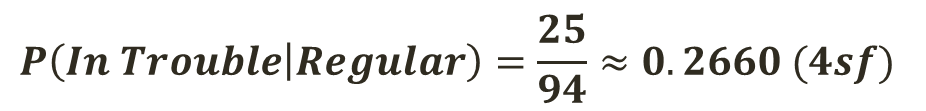 P(In Trouble|Regular) = 25/94 ≈ 0.2660 (4sf)